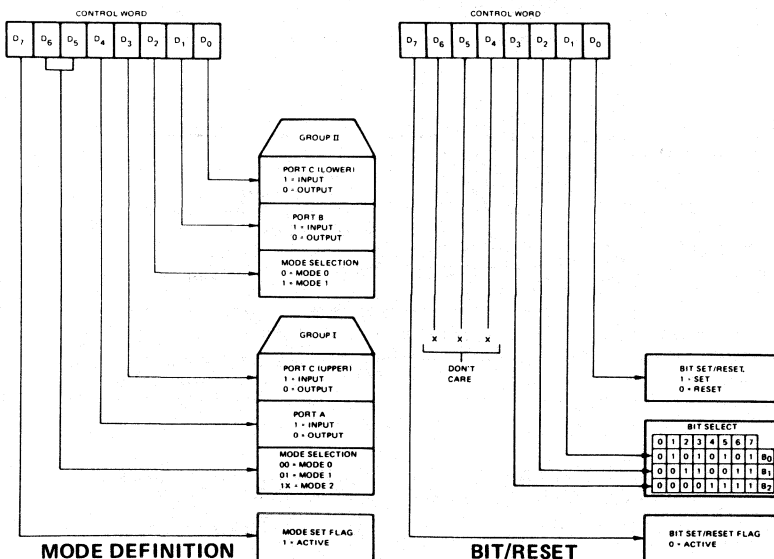 CONTROL WORD
D7 D6 D5 D4 D3 D2 D1 D0
GROUP II
PORT C (LOWER)
1 = INPUT
0 = OUTPUT
PORT B
1 = INPUT
0 = OUTPUT
MODE SELECTION
0 = MODE 0
1 = MODE 1
GROUP I
PORT C (UPPER)
1 = INPUT
0 = OUTPUT
PORT A
1 = INPUT
0 = OUTPUT
MODE SELECTION
00 = MODE 0
01 = MODE 1
1X = MODE 2
MODE SET FLAG
1 = ACTIVE
MODE DEFINITION
CONTROL WORD
D7 D6 D5 D4 D3 D2 D1 D0
X X X
DON'T
CARE
BIT SET/RESET
1 = SET
0 = RESET
BIT SELECT
0 1 2 3 4 5 6 7
0 1 0 1 0 1 0 1 B0
0 0 1 1 0 0 1 1 B1
0 0 0 0 1 1 1 1 B2
BIT SET/RESET FLAG
0 = ACTIVE
BIT/RESET